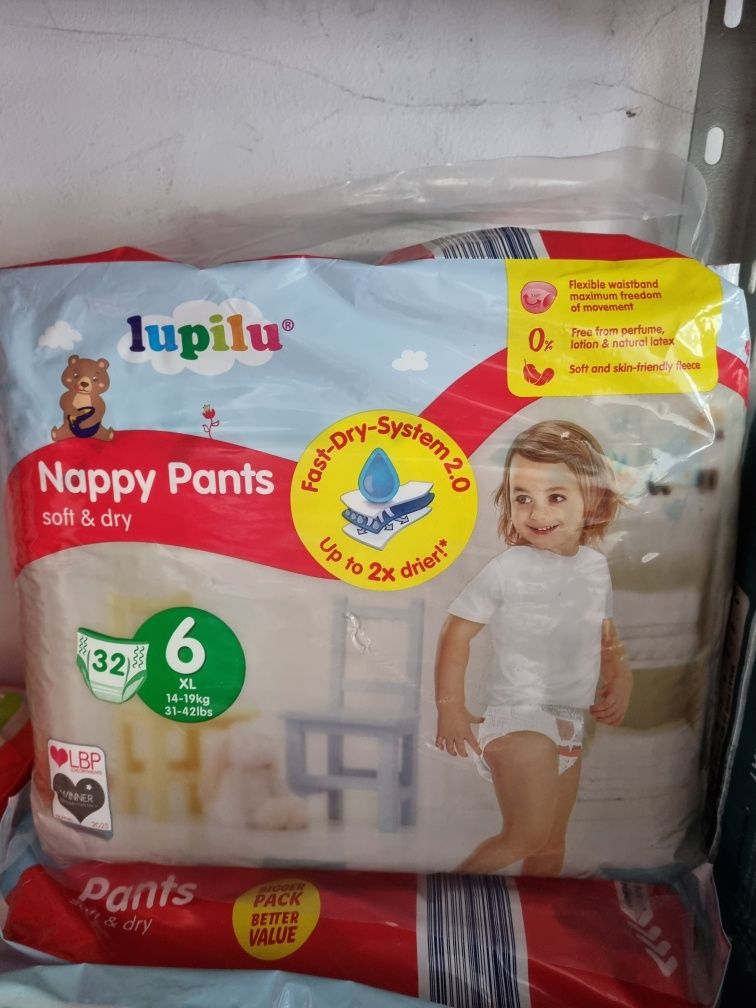 lupilu®
Flexible waistband
maximum freedom
of movement
0%
Free from perfume,
lotion & natural latex
Soft and skin-friendly fleece
Nappy Pants
soft & dry
Fast-Dry-System 2.0
Up to 2x drier!*
32
6
XL
14-19kg
31-42lbs
LBP
WINNER
2023
Pants
soft & dry
BIGGER
PACK
BETTER
VALUE